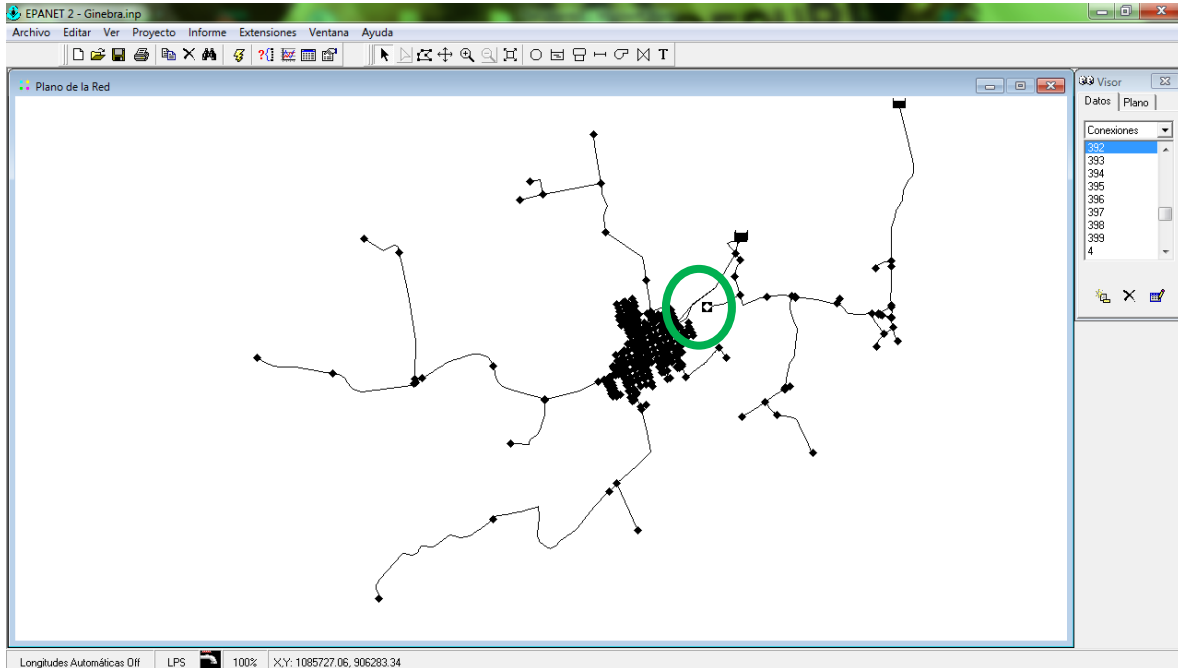 EPANET 2 - Ginebra.inp
Archivo Editar Ver Proyecto Informe Extensiones Ventana Ayuda
T
Plano de la Red
Visor
Datos Plano
Conexiones
392
393
394
395
396
397
398
399
4
Longitudes Automáticas Off LPS 100% X,Y: 1085727.06, 906283.34